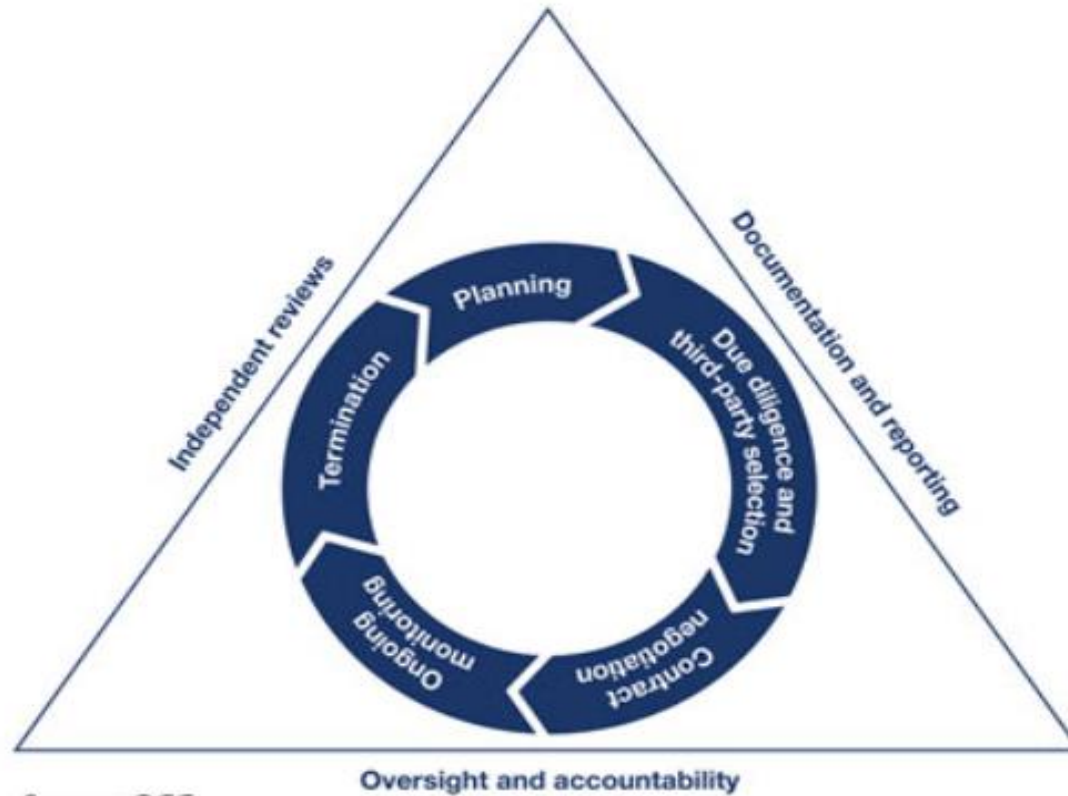 Planning
Due diligence and
third-party selection
Contract
negotiation
Ongoing
monitoring
Termination
Independent reviews
Documentation and reporting
Oversight and accountability